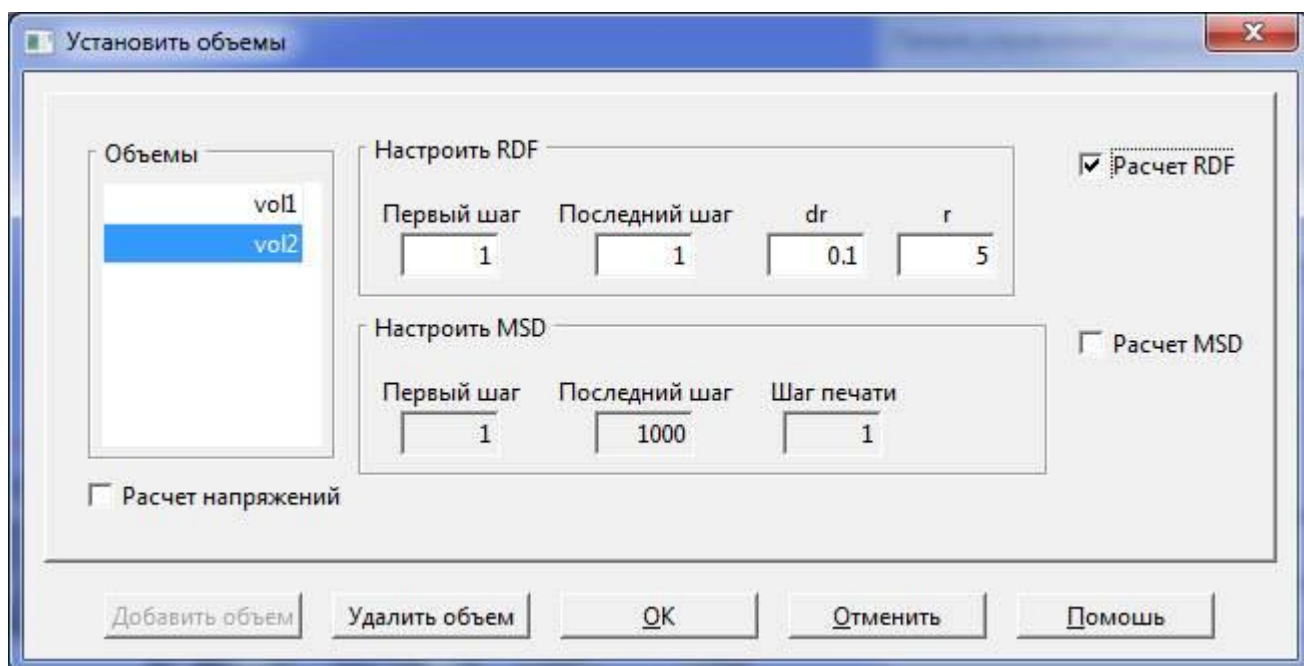 Установить объемы
Объемы
vol1
vol2
Настроить RDF
Первый шаг Последний шаг dr r
1 1 0.1 5
Расчет RDF
Настроить MSD
Первый шаг Последний шаг Шаг печати
1 1000 1
Расчет MSD
Расчет напряжений
Добавить объем Удалить объем OK Отменить Помошь